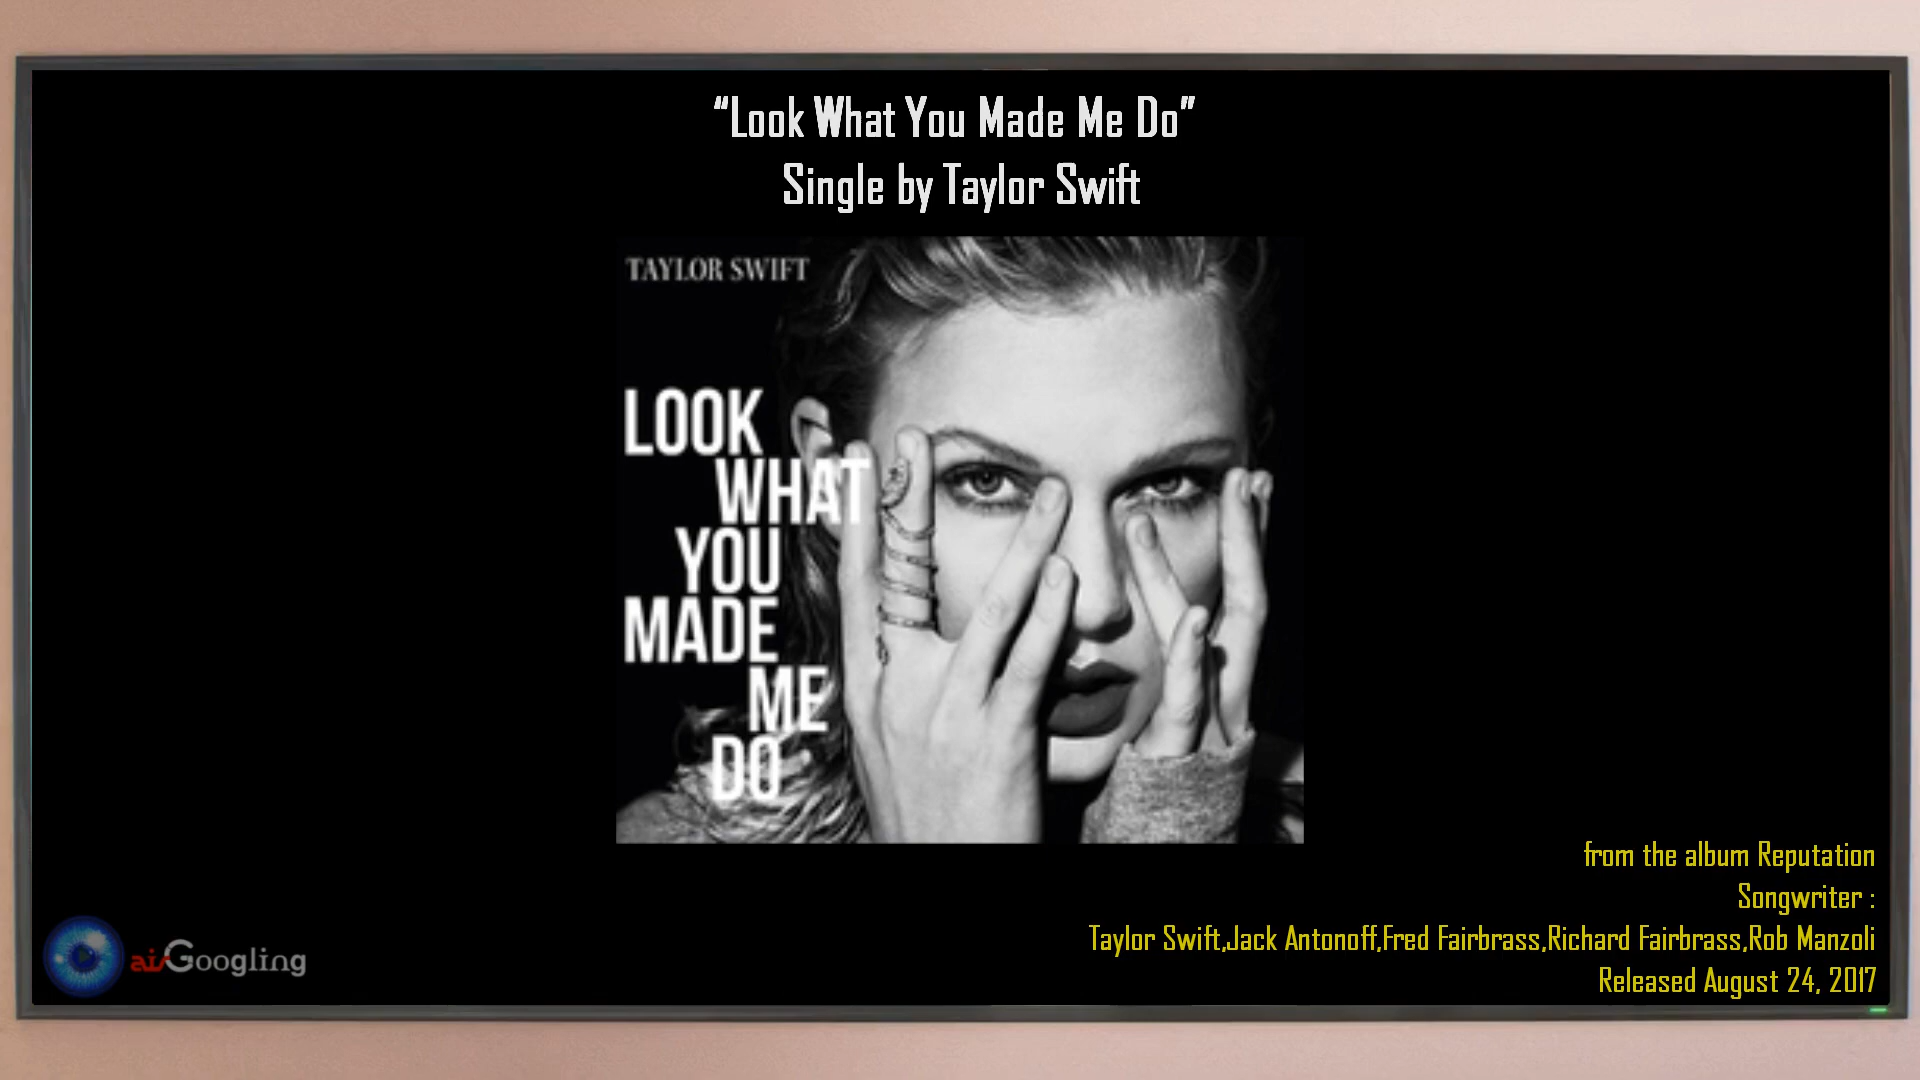 “Look What You Made Me Do”
Single by Taylor Swift
TAYLOR SWIFT
LOOK
WHAT
YOU
MADE
ME
DO
from the album Reputation
Songwriter :
Taylor Swift,Jack Antonoff,Fred Fairbrass,Richard Fairbrass,Rob Manzoli
Released August 24, 2017
airGoogling